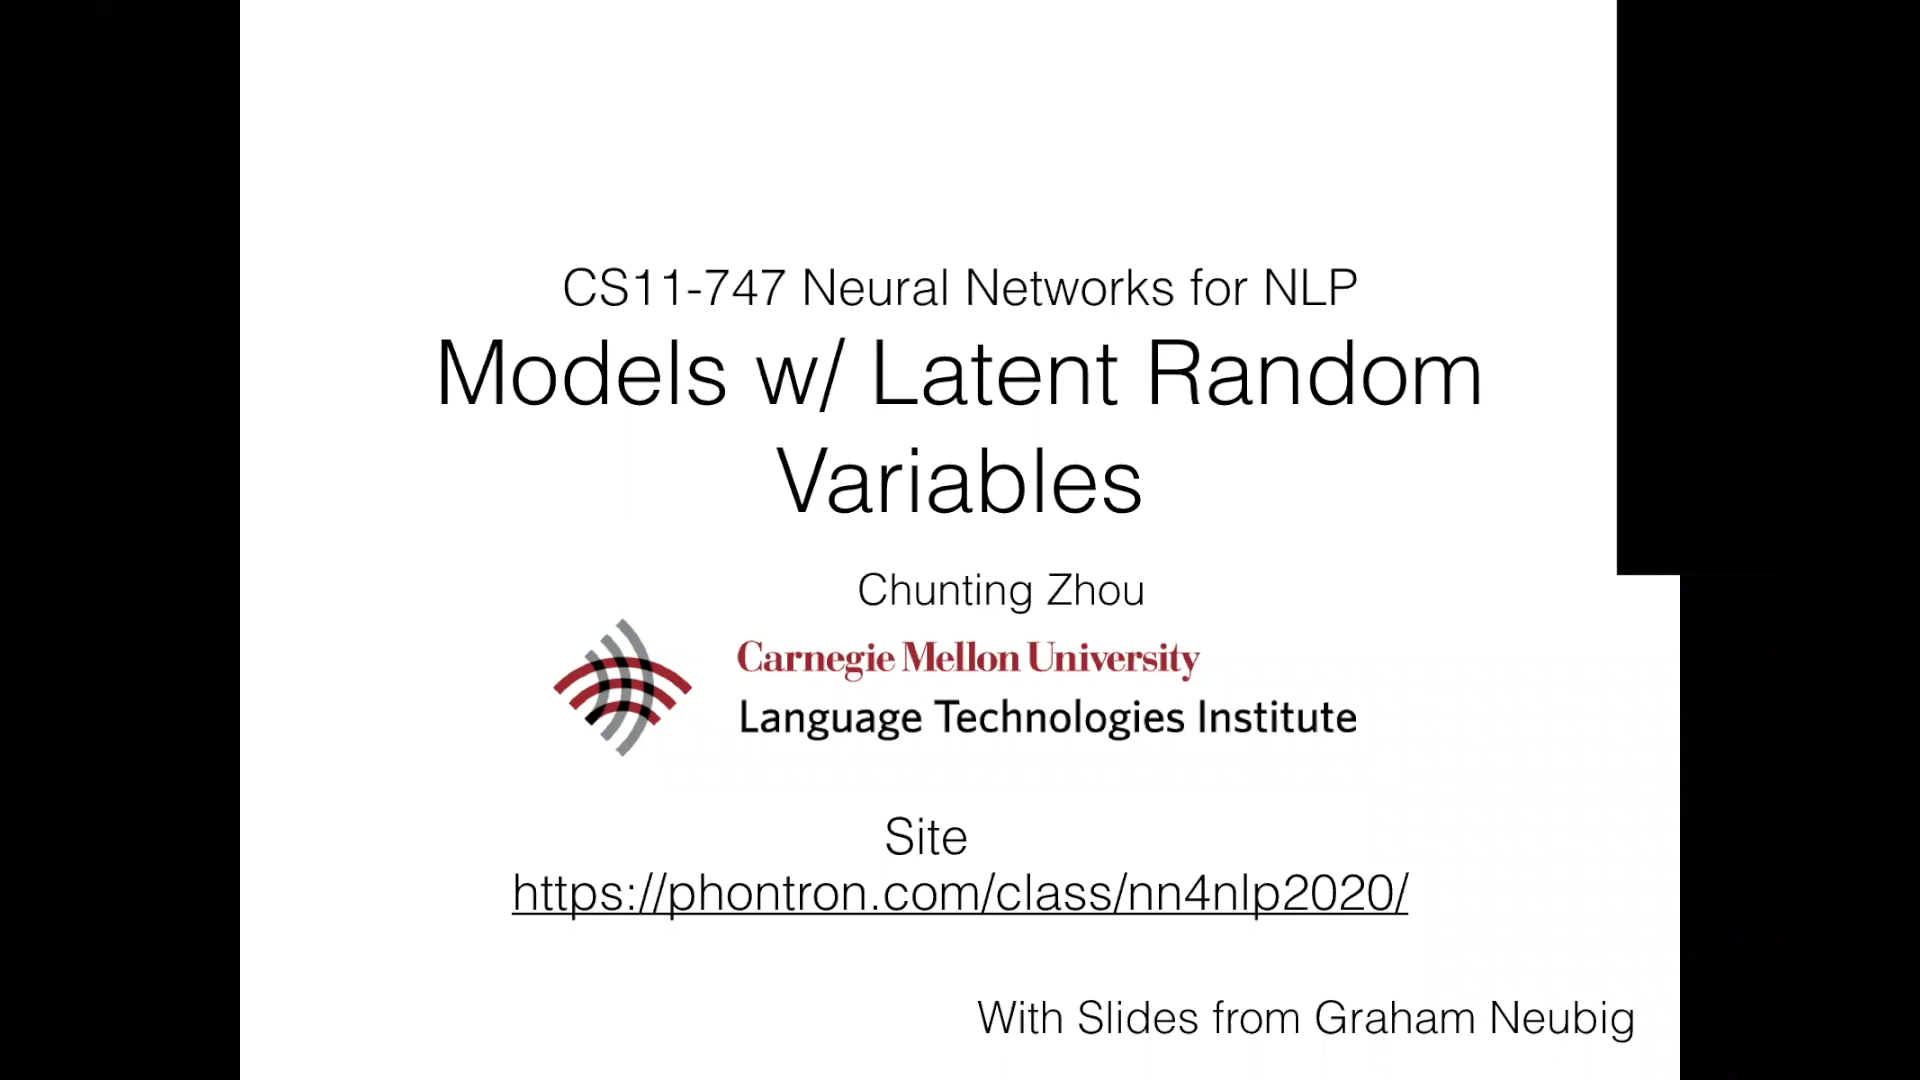 CS11-747 Neural Networks for NLP
Models w/ Latent Random
Variables
Chunting Zhou
Carnegie Mellon University
Language Technologies Institute
Site
https://phontron.com/class/nn4nlp2020/
With Slides from Graham Neubig